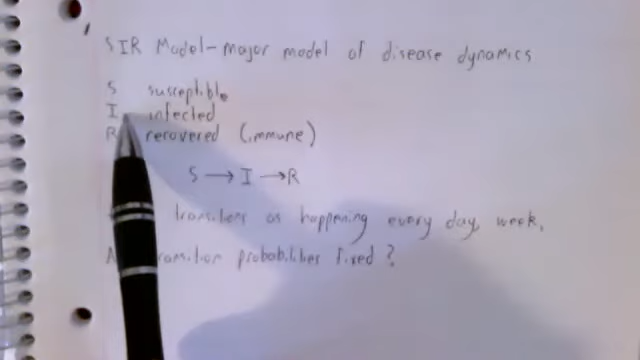 SIR Model - major model of disease dynamics
S susceptible
I infected
R recovered (immune)
S → I → R
transitions as happening every day, week,
transition probabilities fixed?